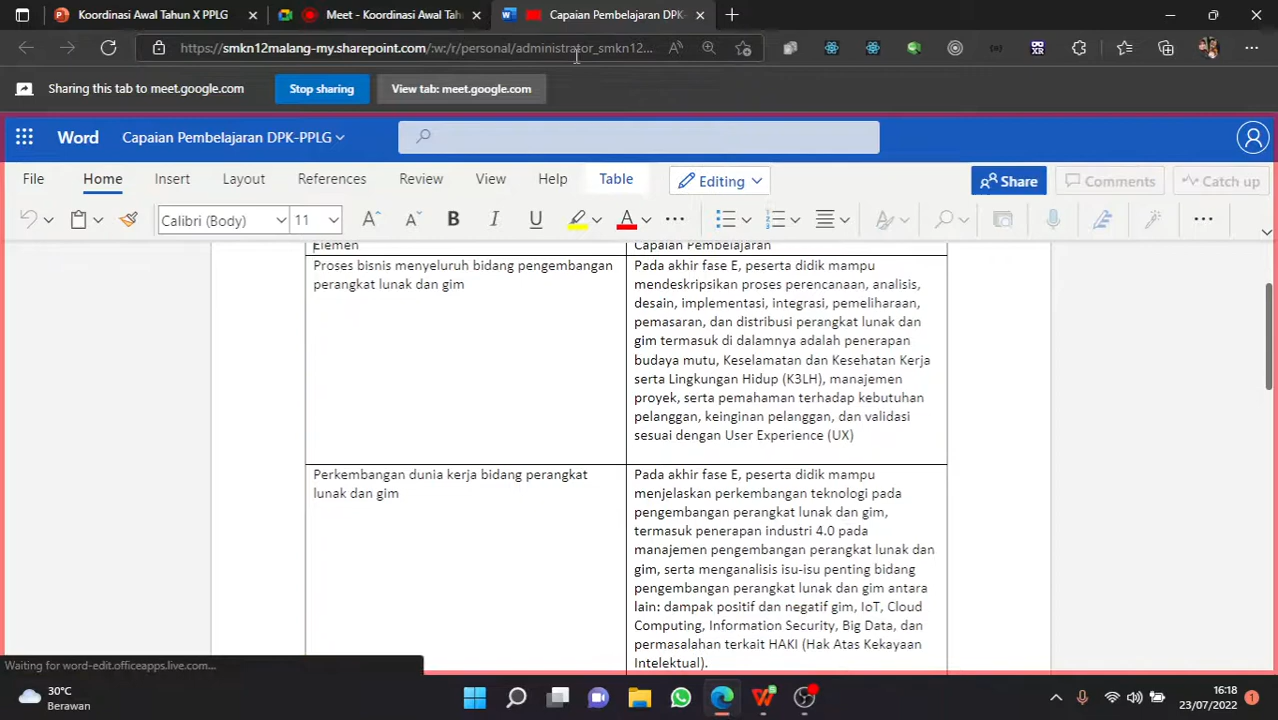 Koordinasi Awal Tahun X PPLG
Meet - Koordinasi Awal Tahu
Capaian Pembelajaran DPK-
https://smkn12malang-my.sharepoint.com/:w:/r/personal/administrator_smkn12...
Sharing this tab to meet.google.com
Stop sharing
View tab: meet.google.com
Word
Capaian Pembelajaran DPK-PPLG
File
Home
Insert
Layout
References
Review
View
Help
Table
Editing
Share
Comments
Catch up
Calibri (Body)
11
Elemen
Capaian Pembelajaran
Proses bisnis menyeluruh bidang pengembangan
perangkat lunak dan gim
Pada akhir fase E, peserta didik mampu
mendeskripsikan proses perencanaan, analisis,
desain, implementasi, integrasi, pemeliharaan,
pemasaran, dan distribusi perangkat lunak dan
gim termasuk di dalamnya adalah penerapan
budaya mutu, Keselamatan dan Kesehatan Kerja
serta Lingkungan Hidup (K3LH), manajemen
proyek, serta pemahaman terhadap kebutuhan
pelanggan, keinginan pelanggan, dan validasi
sesuai dengan User Experience (UX)
Perkembangan dunia kerja bidang perangkat
lunak dan gim
Pada akhir fase E, peserta didik mampu
menjelaskan perkembangan teknologi pada
pengembangan perangkat lunak dan gim,
termasuk penerapan industri 4.0 pada
manajemen pengembangan perangkat lunak dan
gim, serta menganalisis isu-isu penting bidang
pengembangan perangkat lunak dan gim antara
lain: dampak positif dan negatif gim, IoT, Cloud
Computing, Information Security, Big Data, dan
permasalahan terkait HAKI (Hak Atas Kekayaan
Intelektual).
Waiting for word-edit.officeapps.live.com...
30°C
Berawan
16:18
23/07/2022
1